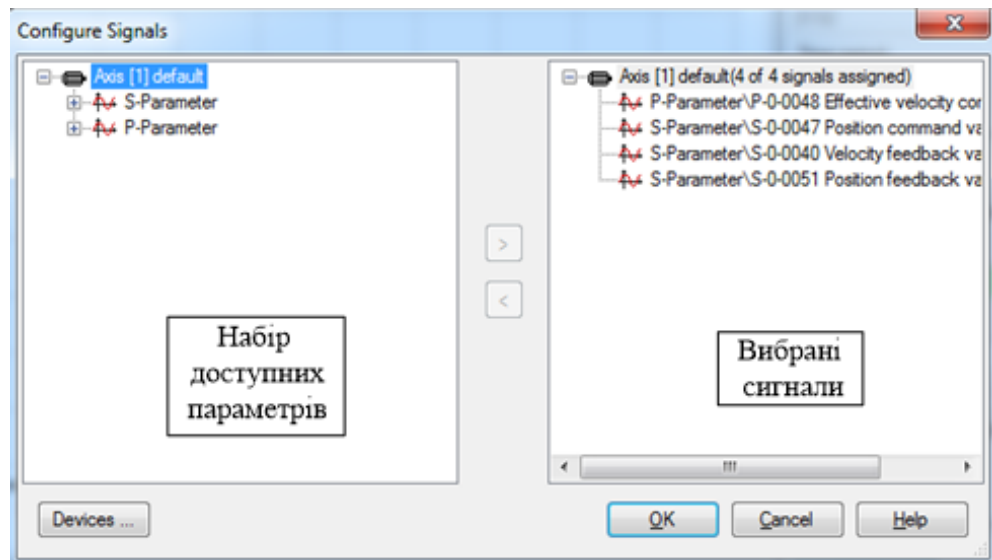 Configure Signals
Axis [1] default
S-Parameter
P-Parameter
Набір
доступних
параметрів
Axis [1] default(4 of 4 signals assigned)
P-Parameter\P-0-0048 Effective velocity cor
S-Parameter\S-0-0047 Position command va
S-Parameter\S-0-0040 Velocity feedback va
S-Parameter\S-0-0051 Position feedback va
Вибрані
сигнали
Devices ...
OK
Cancel
Help